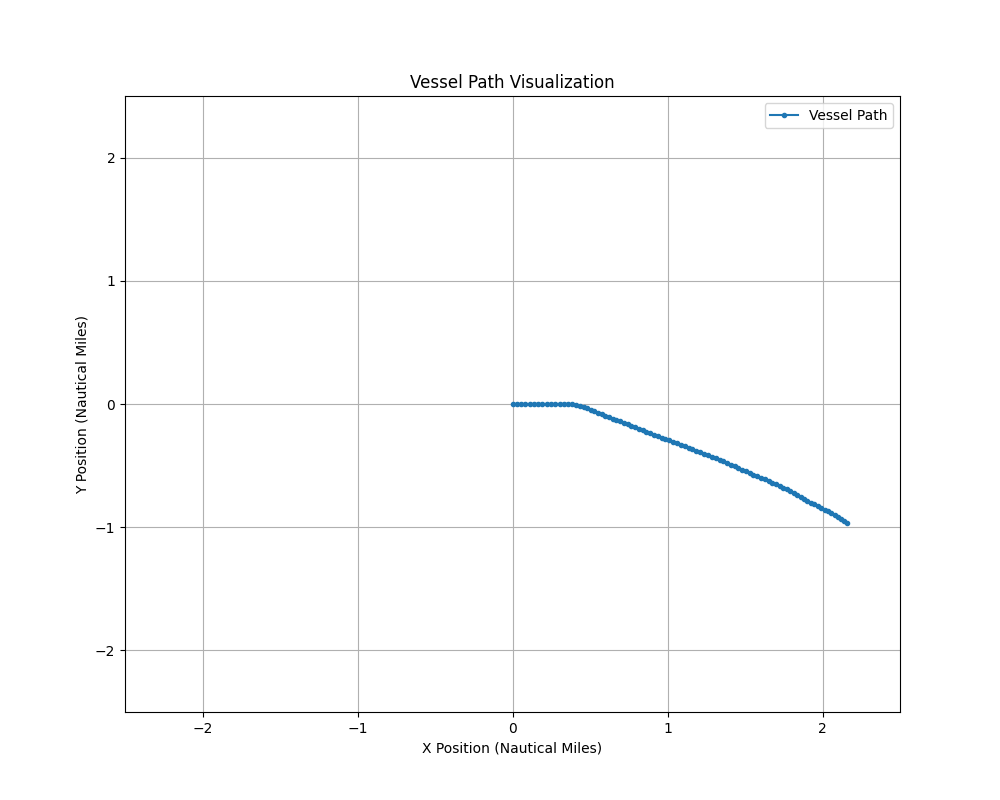 Vessel Path Visualization
Vessel Path
2
1
0
−1
−2
Y Position (Nautical Miles)
−2
−1
0
1
2
X Position (Nautical Miles)